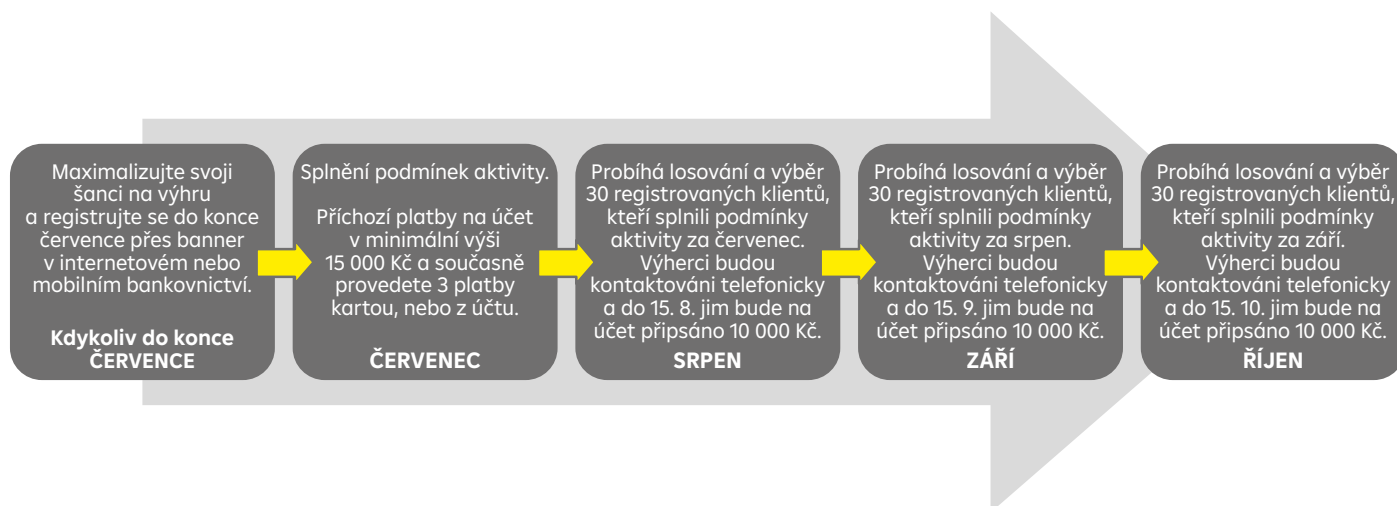 Maximalizujte svoji
šanci na výhru
a registrujte se do konce
července přes banner
v internetovém nebo
mobilním bankovnictví.
Kdykoliv do konce
ČERVENCE
Splnění podmínek aktivity.
Příchozí platby na účet
v minimální výši
15 000 Kč a současně
provedete 3 platby
kartou, nebo z účtu.
ČERVENEC
Probíhá losování a výběr
30 registrovaných klientů,
kteří splnili podmínky
aktivity za červenec.
Výherci budou
kontaktováni telefonicky
a do 15. 8. jim bude na
účet připsáno 10 000 Kč.
SRPEN
Probíhá losování a výběr
30 registrovaných klientů,
kteří splnili podmínky
aktivity za srpen.
Výherci budou
kontaktováni telefonicky
a do 15. 9. jim bude na
účet připsáno 10 000 Kč.
ZÁŘÍ
Probíhá losování a výběr
30 registrovaných klientů,
kteří splnili podmínky
aktivity za září.
Výherci budou
kontaktováni telefonicky
a do 15. 10. jim bude na
účet připsáno 10 000 Kč.
ŘÍJEN